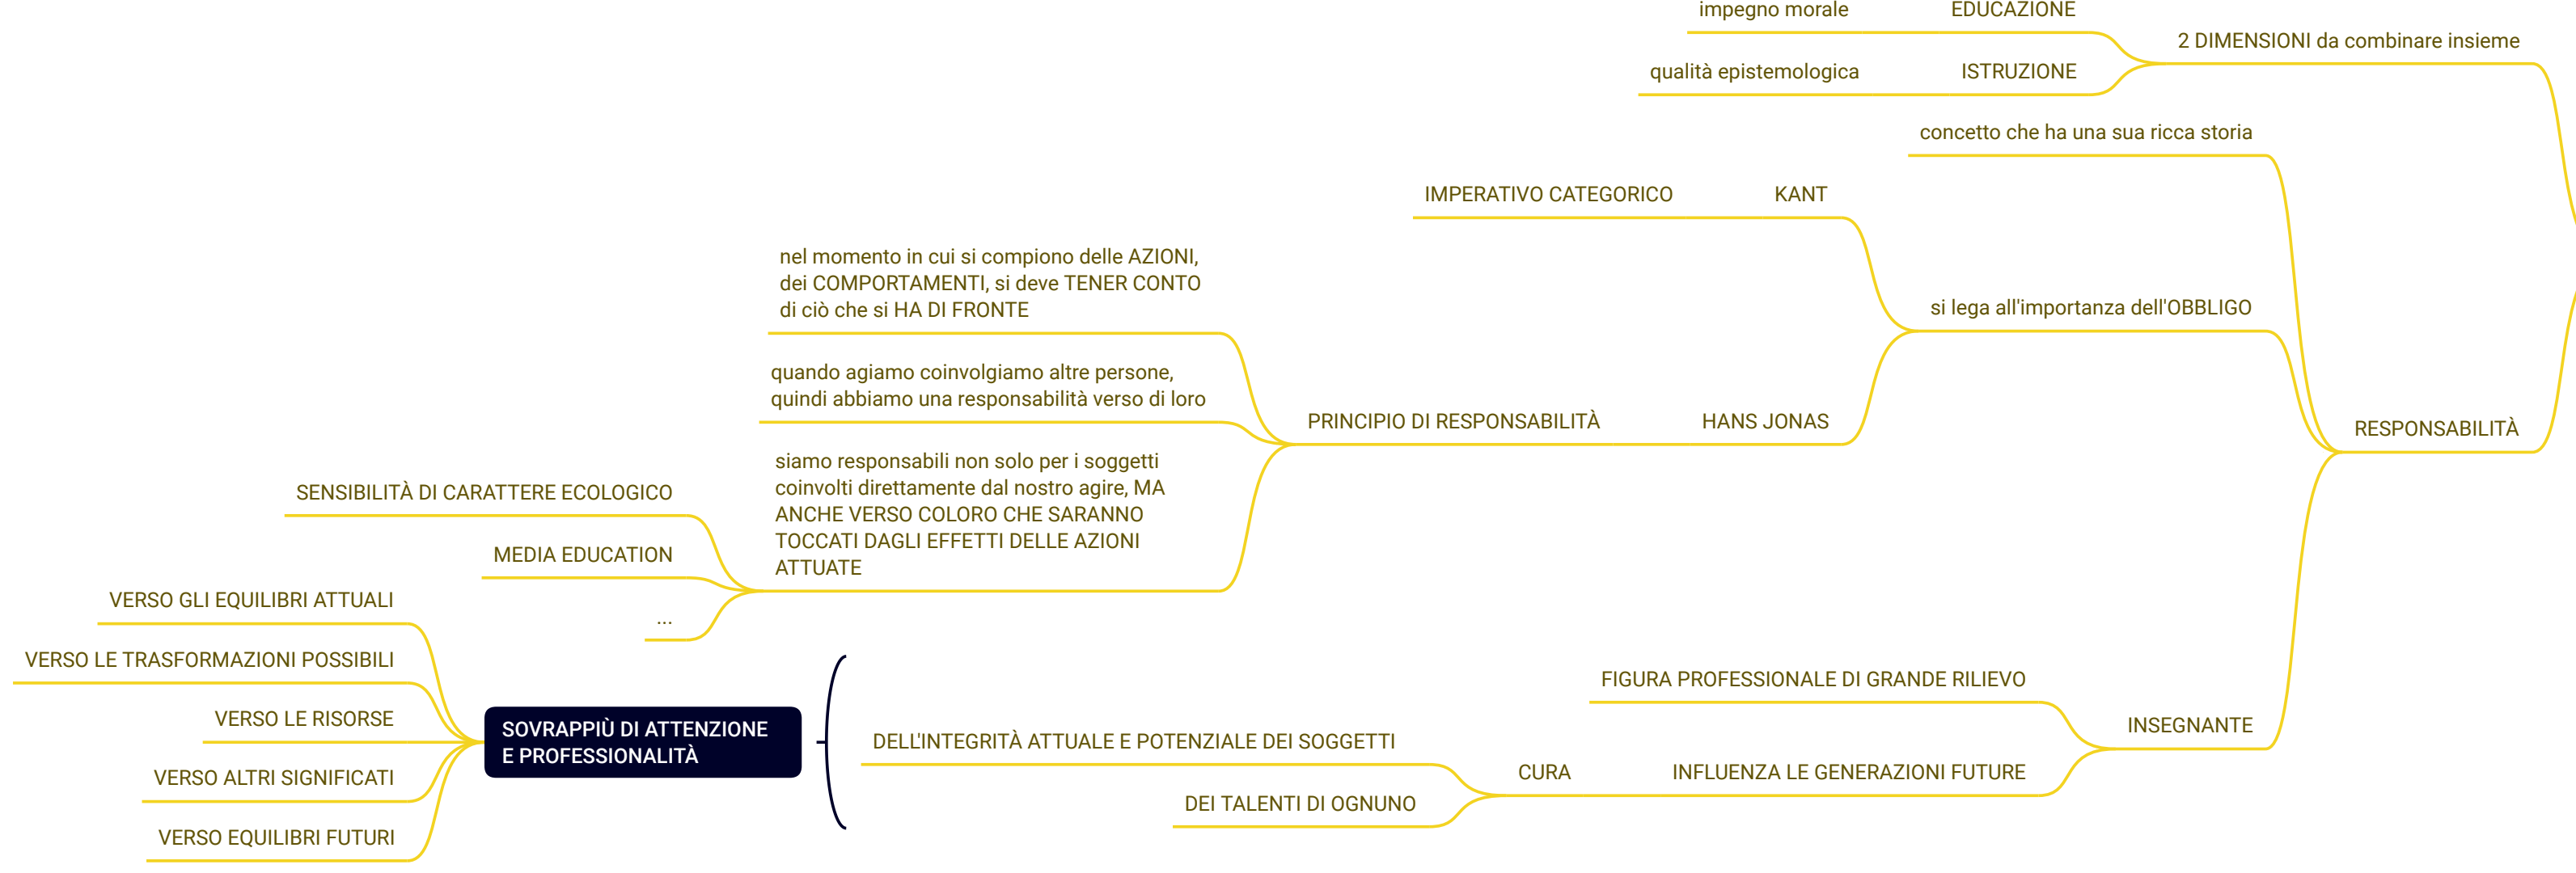 impegno morale
EDUCAZIONE
2 DIMENSIONI da combinare insieme
qualità epistemologica
ISTRUZIONE
concetto che ha una sua ricca storia
IMPERATIVO CATEGORICO
KANT
nel momento in cui si compiono delle AZIONI,
dei COMPORTAMENTI, si deve TENER CONTO
di ciò che si HA DI FRONTE
si lega all'importanza dell'OBBLIGO
quando agiamo coinvolgiamo altre persone,
quindi abbiamo una responsabilità verso di loro
PRINCIPIO DI RESPONSABILITÀ
HANS JONAS
RESPONSABILITÀ
siamo responsabili non solo per i soggetti
coinvolti direttamente dal nostro agire, MA
ANCHE VERSO COLORO CHE SARANNO
TOCCATI DAGLI EFFETTI DELLE AZIONI
ATTUATE
SENSIBILITÀ DI CARATTERE ECOLOGICO
MEDIA EDUCATION
...
VERSO GLI EQUILIBRI ATTUALI
VERSO LE TRASFORMAZIONI POSSIBILI
VERSO LE RISORSE
VERSO ALTRI SIGNIFICATI
VERSO EQUILIBRI FUTURI
SOVRAPPIÙ DI ATTENZIONE
E PROFESSIONALITÀ
FIGURA PROFESSIONALE DI GRANDE RILIEVO
INSEGNANTE
DELL'INTEGRITÀ ATTUALE E POTENZIALE DEI SOGGETTI
CURA
INFLUENZA LE GENERAZIONI FUTURE
DEI TALENTI DI OGNUNO